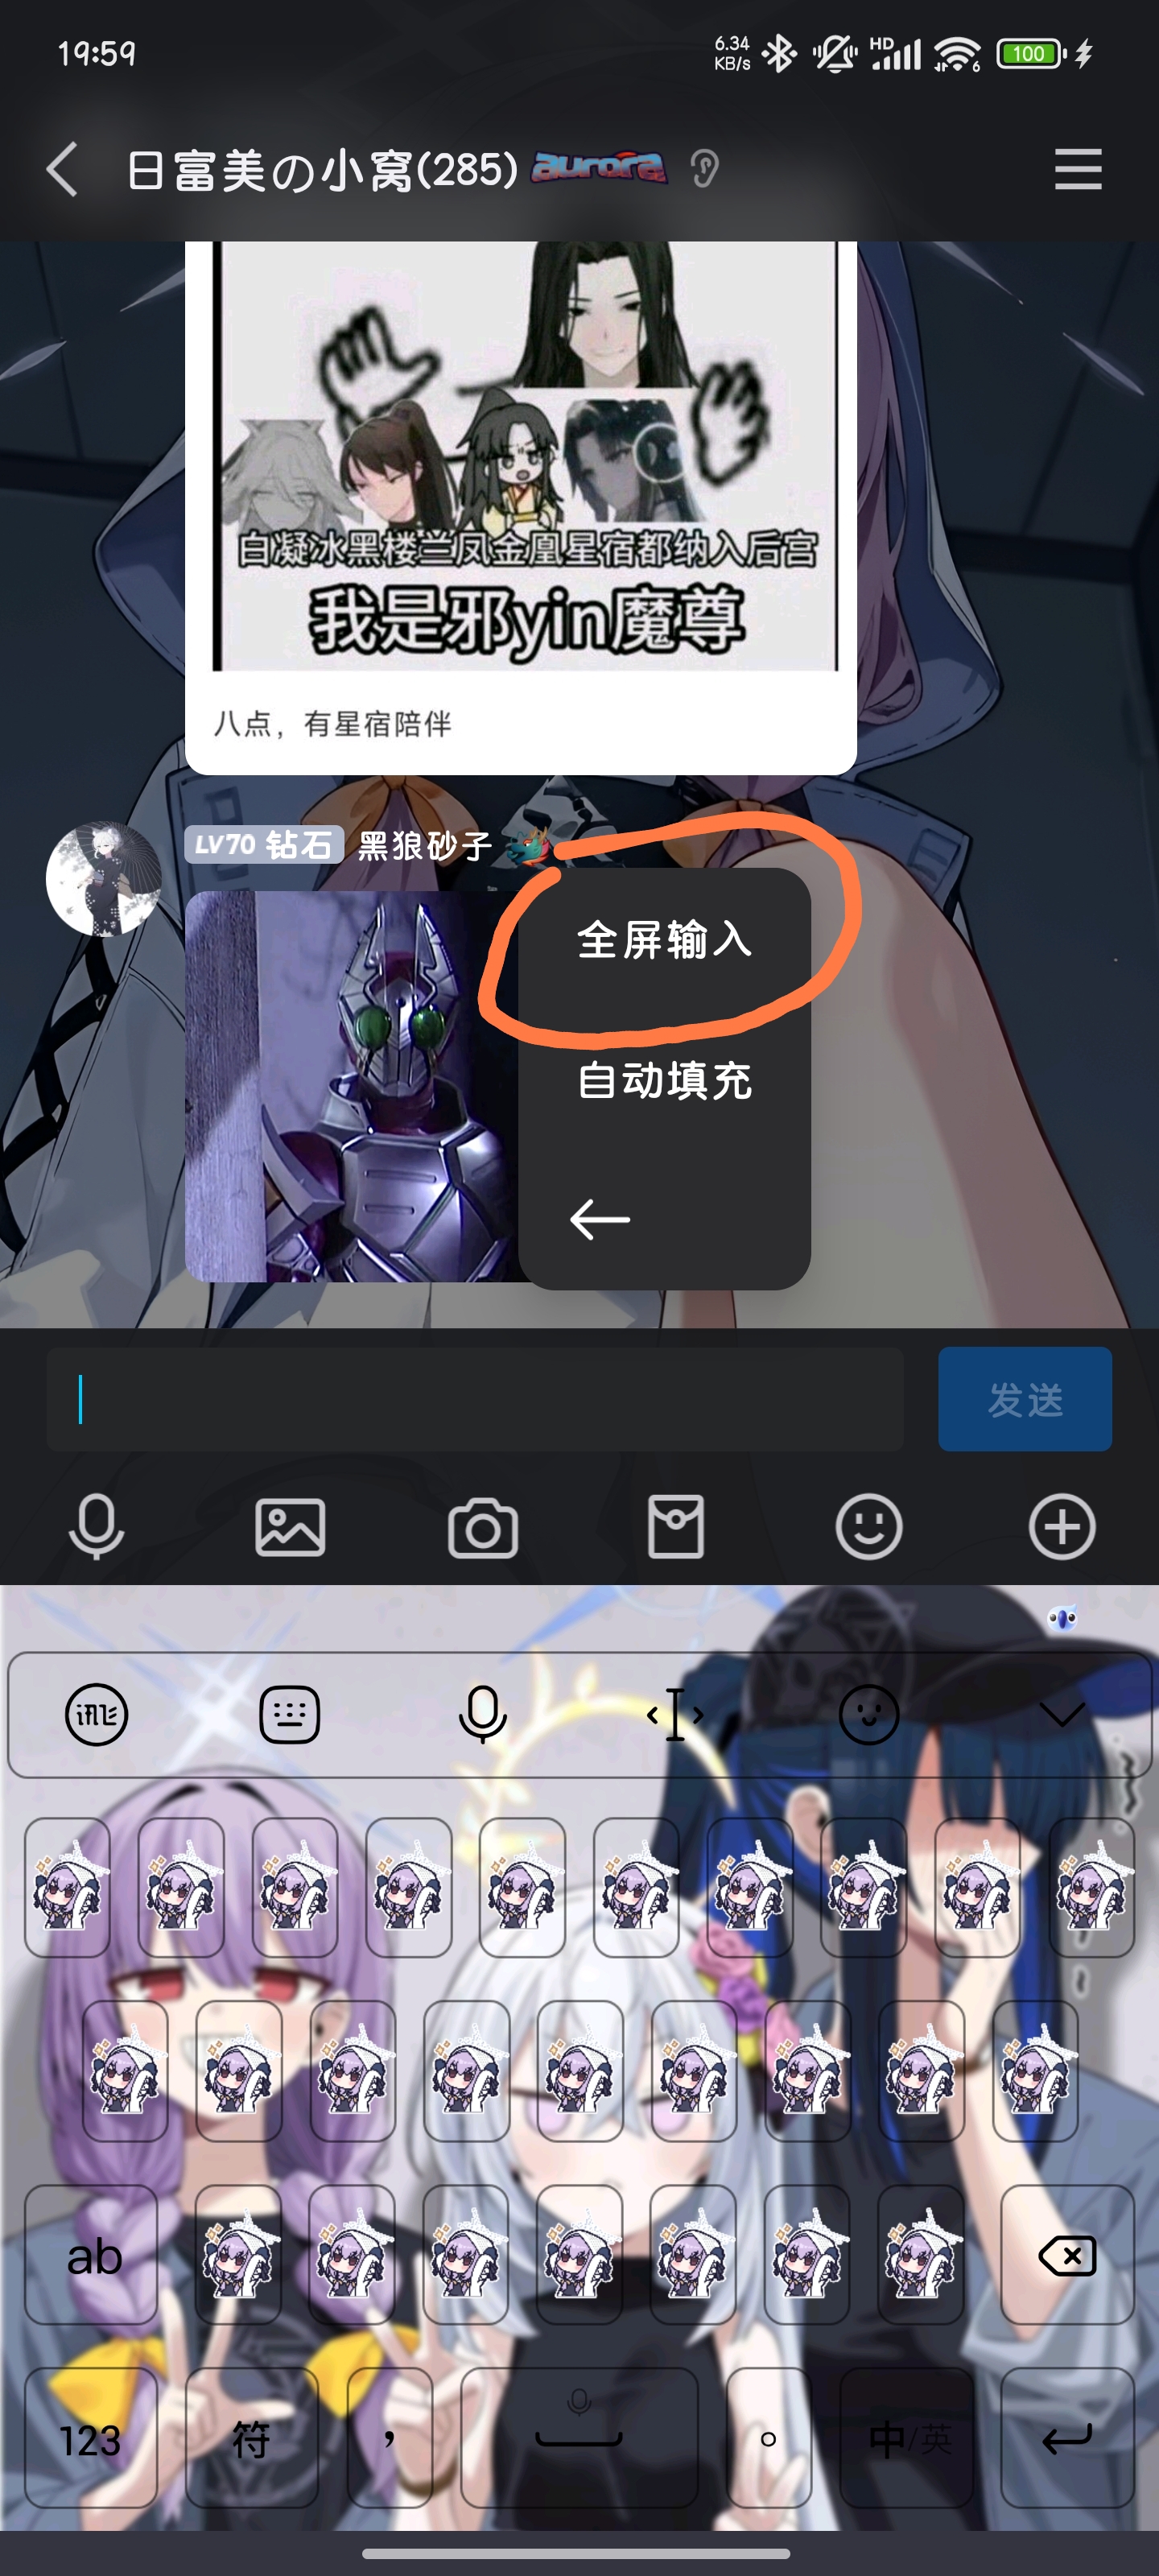 19:59
6.34
KB/s
HD
6
100
日富美の小窝(285) aurora
白凝冰黑楼兰凤金凰星宿都纳入后宫
我是邪yin魔尊
八点，有星宿陪伴
LV70 钻石 黑狼砂子
全屏输入
自动填充
发送
ab
123 符 ， 。 中/英